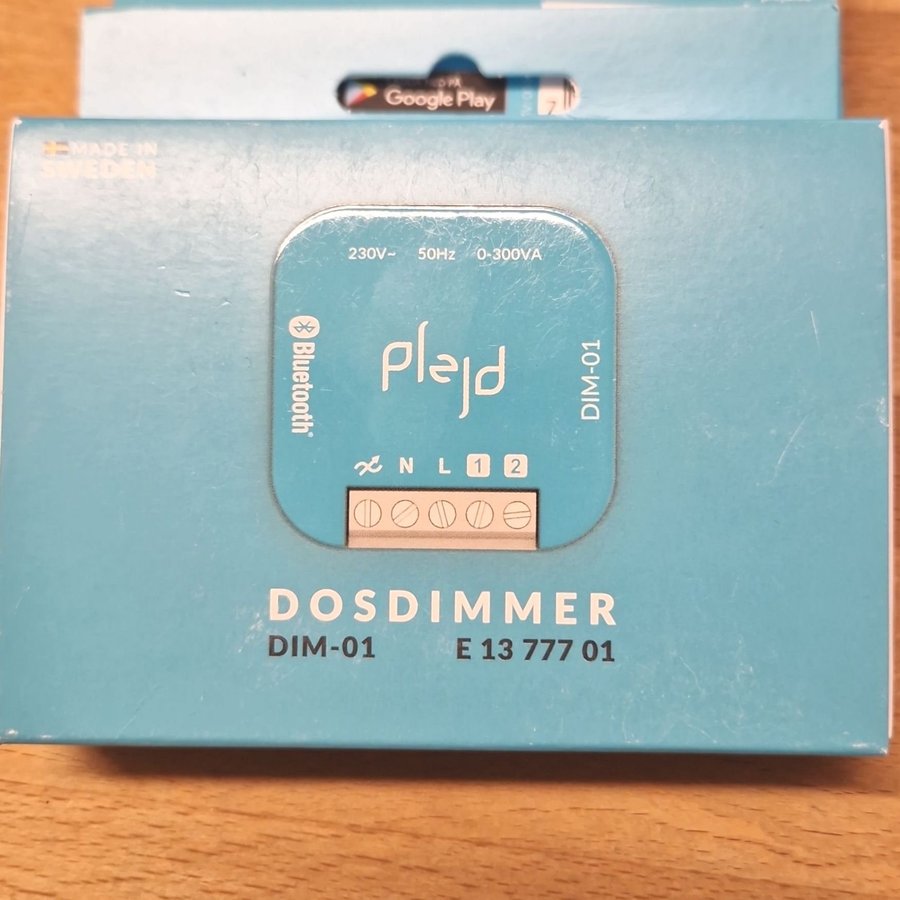 Google Play
7
MADE IN
SWEDEN
230V~ 50Hz 0-300VA
Bluetooth®
plejd
DIM-01
N L 1 2
DOSDIMMER
DIM-01 E 13 777 01